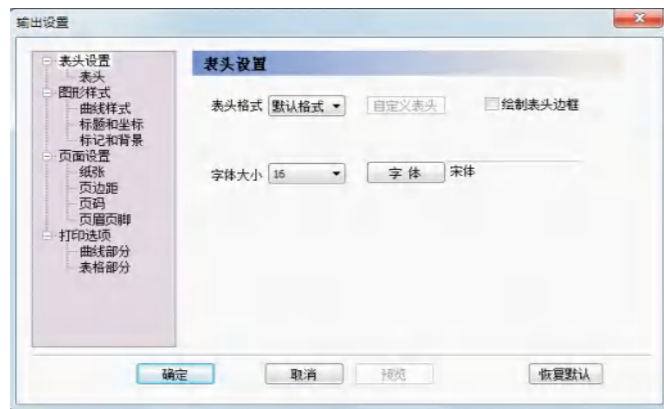 输出设置
表头设置
表头
图形样式
曲线样式
标题和坐标
标记和背景
页面设置
纸张
页边距
页码
页眉页脚
打印选项
曲线部分
表格部分
表头设置
表头格式 默认格式 自定义表头 绘制表头边框
字体大小 16 字 体 宋体
确定 取消 预览 恢复默认